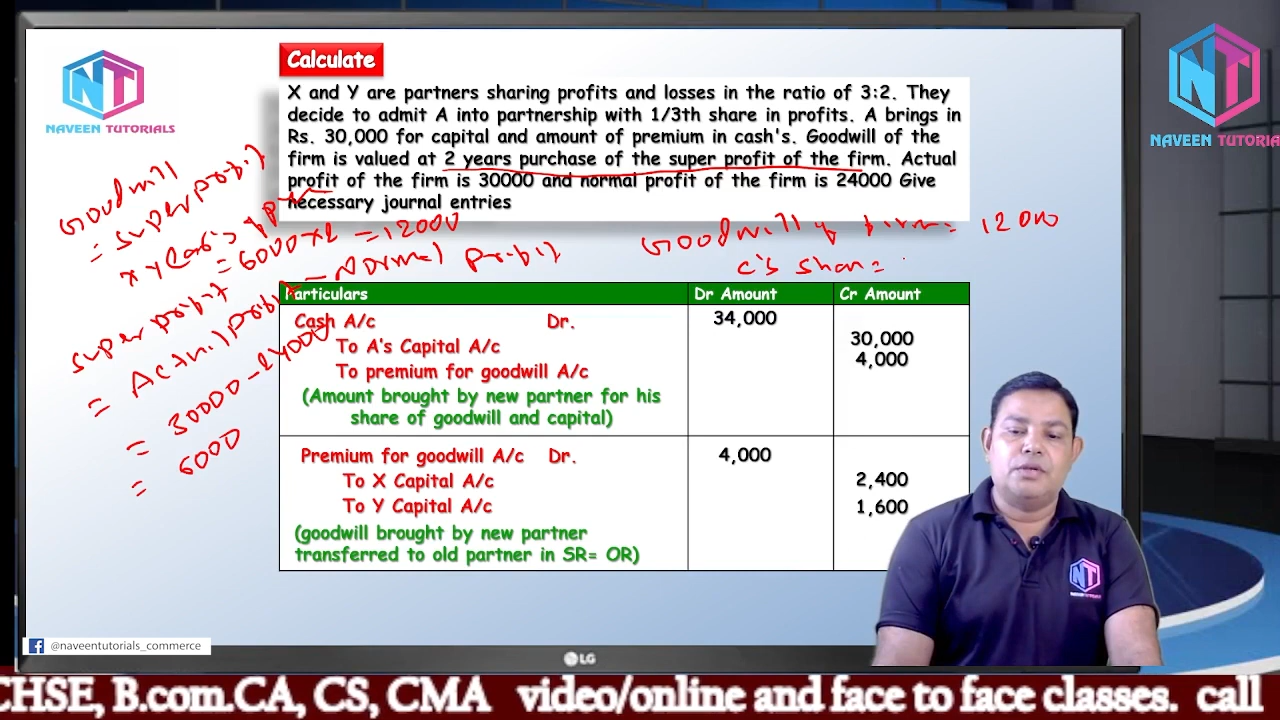 NAVEEN TUTORIALS
Calculate
X and Y are partners sharing profits and losses in the ratio of 3:2. They
decide to admit A into partnership with 1/3th share in profits. A brings in
Rs. 30,000 for capital and amount of premium in cash's. Goodwill of the
firm is valued at 2 years purchase of the super profit of the firm. Actual
profit of the firm is 30000 and normal profit of the firm is 24000 Give
necessary journal entries
NAVEEN TUTORIA
Goodwill
= super profit
= 6000 x 2 = 12000
super profit
= Actual profit - Normal profit
= 30000 - 24000
= 6000
Goodwill of firm = 12000
C's share =
Particulars Dr Amount Cr Amount
Cash A/c Dr. 34,000
To A's Capital A/c 30,000
To premium for goodwill A/c 4,000
(Amount brought by new partner for his
share of goodwill and capital)
Premium for goodwill A/c Dr. 4,000
To X Capital A/c 2,400
To Y Capital A/c 1,600
(goodwill brought by new partner
transferred to old partner in SR= OR)
NAVEEN TUTORIALS
@naveentutorials_commerce
LG
CHSE, B.com.CA, CS, CMA video/online and face to face classes. call